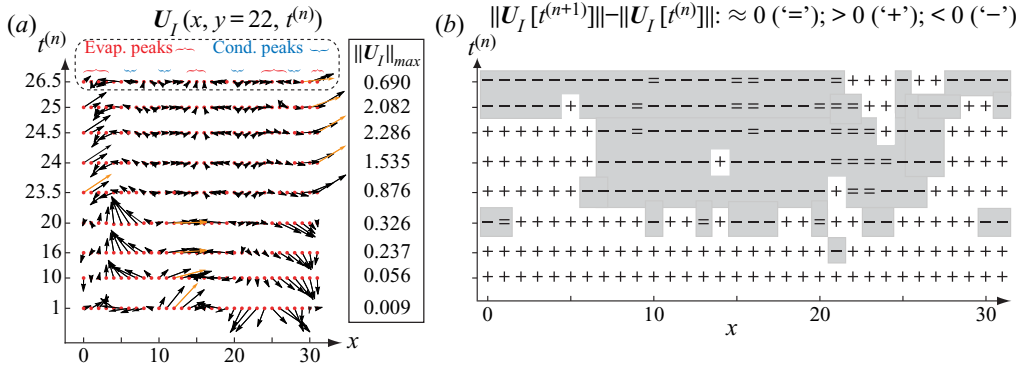 (a)
U_I (x, y = 22, t^(n))
t^(n)
Evap. peaks
Cond. peaks
||U_I||_max
26.5 0.690
25 2.082
24.5 2.286
24 1.535
23.5 0.876
20 0.326
16 0.237
10 0.056
1 0.009
0 10 20 30 x
(b)
||U_I [t^(n+1)]||−||U_I [t^(n)]||: ≈ 0 (‘=’); > 0 (‘+’); < 0 (‘−’)
t^(n)
− − − − − − − − − − = − − − − = = − − − = − + + + − + + − − − −
− − − − − + − − − = − − − − − = = − − − = = = + + − − + + + + −
+ + + + + + + − − = − − − − − − = − − − − = = = + − − − + + + +
+ + + + + + + − − − − − − − + − − − − − − = = = = − − − + + + +
+ + + + + + − − − − − − − − − − − − − − − + = = − − − + + + + +
− = + + + + + + + + − + + = + − − − + + = + + − − + + + + + − −
+ + + + + + + + + + + + + + + + + + + + + − + + + + + + + + + +
+ + + + + + + + + + + + + + + + + + + + + + + + + + + + + + + +
0 10 20 30
x